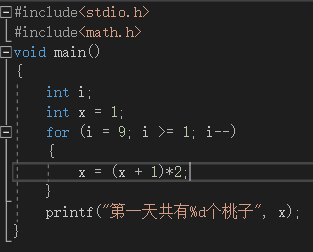 #include<stdio.h>
#include<math.h>
void main()
{
int i;
int x = 1;
for (i = 9; i >= 1; i--)
{
x = (x + 1)*2;
}
printf("第一天共有%d个桃子", x);
}